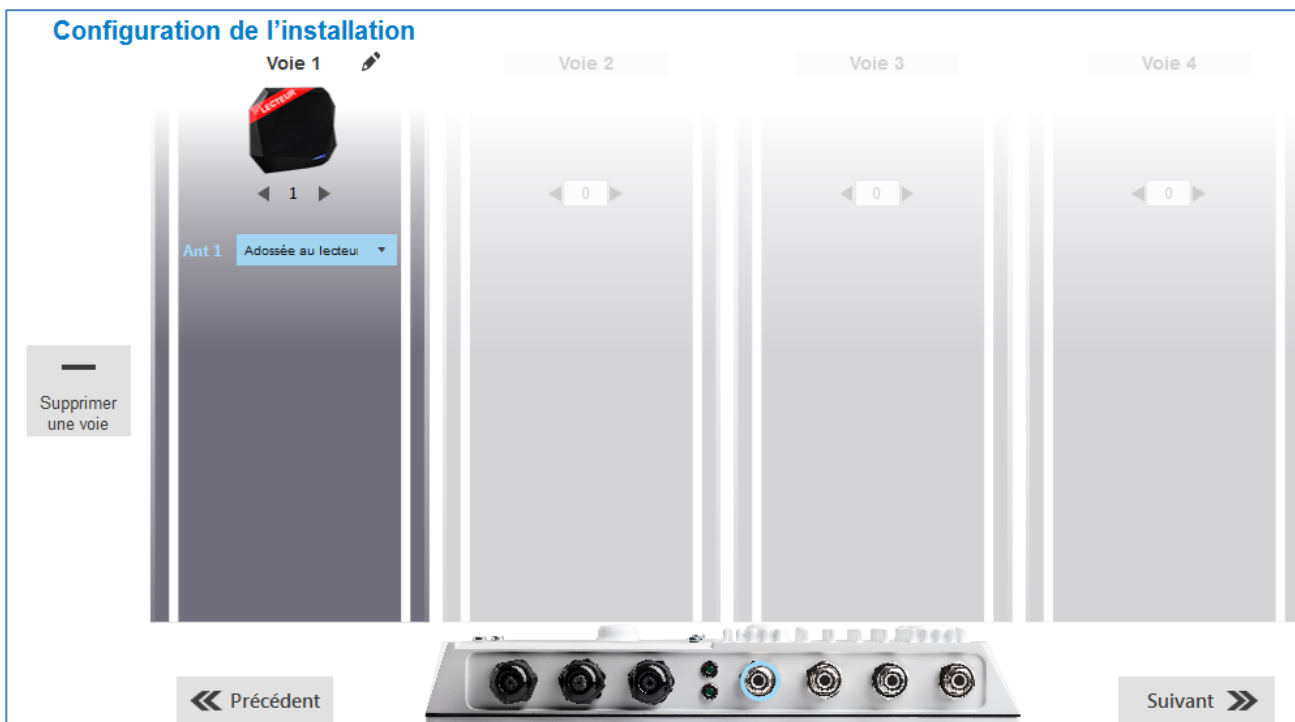 Configuration de l'installation
Voie 1
Voie 2
Voie 3
Voie 4
LECTEUR
1
0
0
0
Ant 1
Adossée au lecteu
Supprimer
une voie
Précédent
Suivant